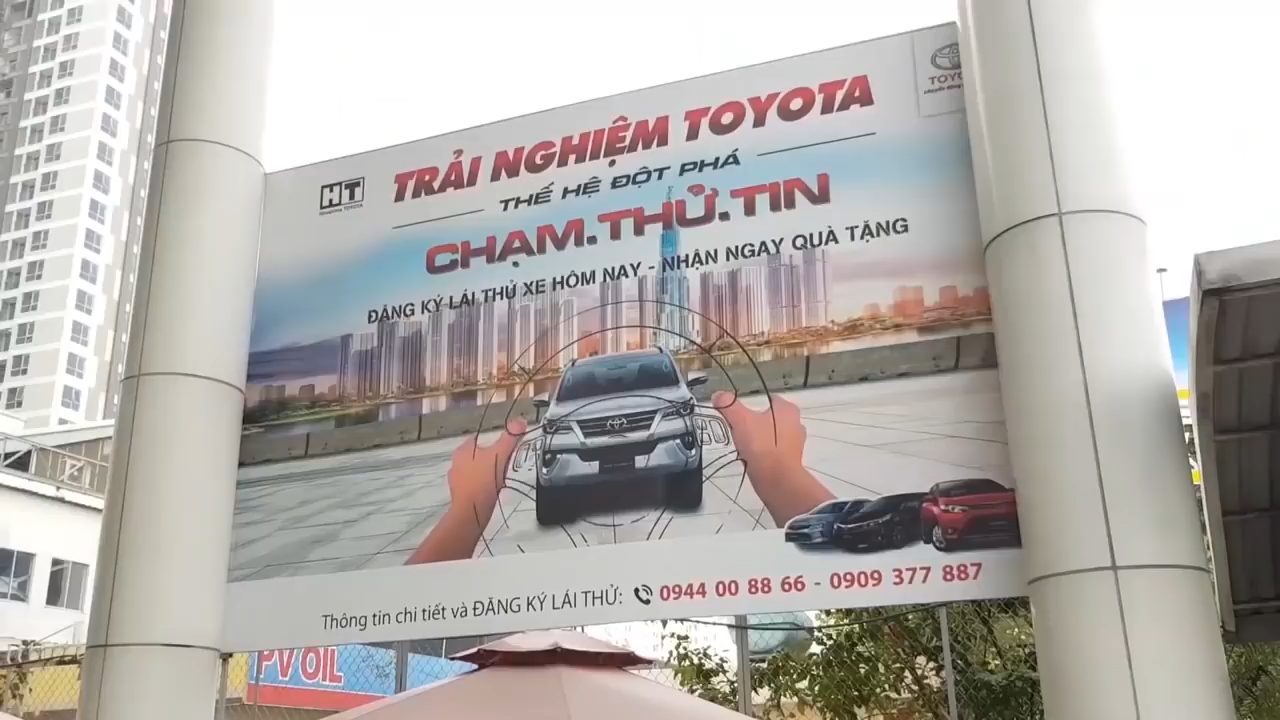 TRẢI NGHIỆM TOYOTA
THẾ HỆ ĐỘT PHÁ
CHẠM.THỬ.TIN
ĐĂNG KÝ LÁI THỬ XE HÔM NAY - NHẬN NGAY QUÀ TẶNG
HT
TOYOTA
Thông tin chi tiết và ĐĂNG KÝ LÁI THỬ: 0944 00 88 66 - 0909 377 887
PV OIL